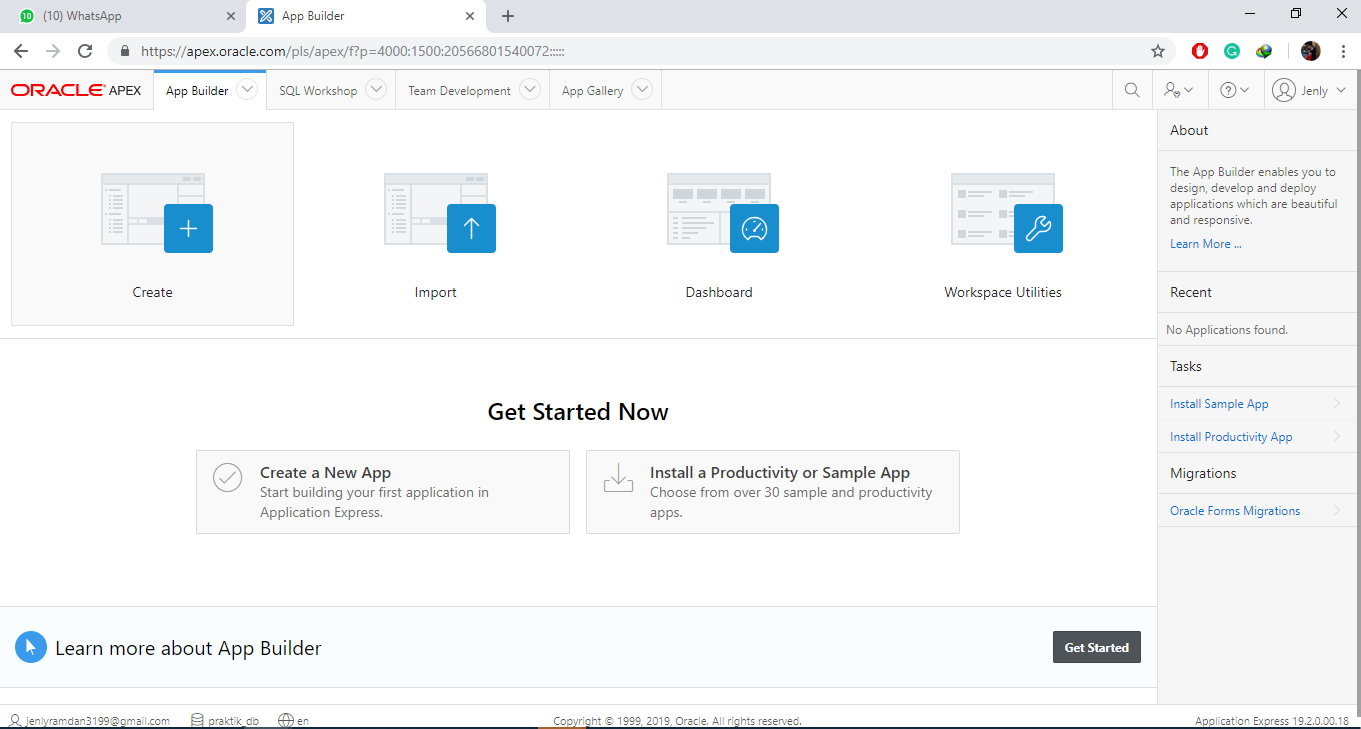 10 (10) WhatsApp
App Builder
https://apex.oracle.com/pls/apex/f?p=4000:1500:20566801540072:::::
ORACLE APEX
App Builder
SQL Workshop
Team Development
App Gallery
Jenly
Create
Import
Dashboard
Workspace Utilities
Get Started Now
Create a New App
Start building your first application in
Application Express.
Install a Productivity or Sample App
Choose from over 30 sample and productivity
apps.
Learn more about App Builder
Get Started
About
The App Builder enables you to
design, develop and deploy
applications which are beautiful
and responsive.
Learn More ...
Recent
No Applications found.
Tasks
Install Sample App
Install Productivity App
Migrations
Oracle Forms Migrations
jenlyramdan3199@gmail.com
praktik_db
en
Copyright © 1999, 2019, Oracle. All rights reserved.
Application Express 19.2.0.00.18